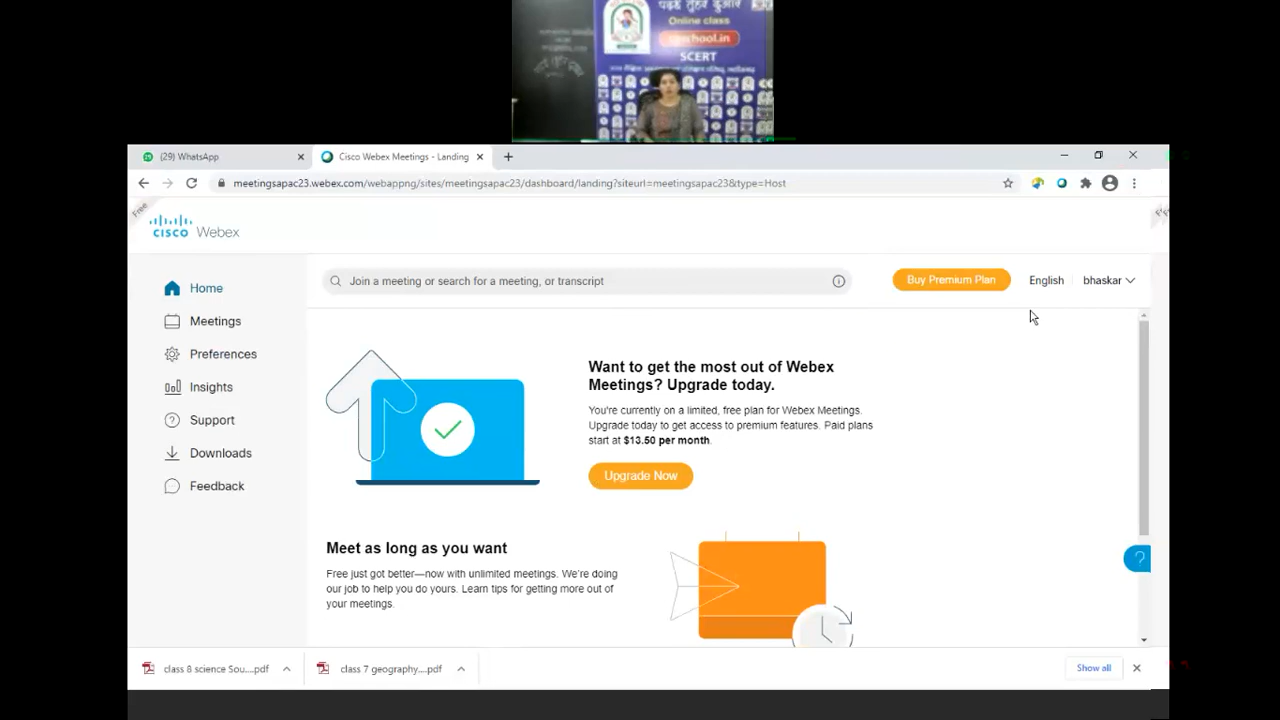 पढ़ई तुंहर दुआर
Online class
SCERT
(29) WhatsApp
Cisco Webex Meetings - Landing
meetingsapac23.webex.com/webappng/sites/meetingsapac23/dashboard/landing?siteurl=meetingsapac23&type=Host
Free
CISCO Webex
Home
Meetings
Preferences
Insights
Support
Downloads
Feedback
Join a meeting or search for a meeting, or transcript
Buy Premium Plan
English
bhaskar
Want to get the most out of Webex
Meetings? Upgrade today.
You're currently on a limited, free plan for Webex Meetings.
Upgrade today to get access to premium features. Paid plans
start at $13.50 per month.
Upgrade Now
Meet as long as you want
Free just got better—now with unlimited meetings. We're doing
our job to help you do yours. Learn tips for getting more out of
your meetings.
?
class 8 science Sou....pdf
class 7 geography....pdf
Show all